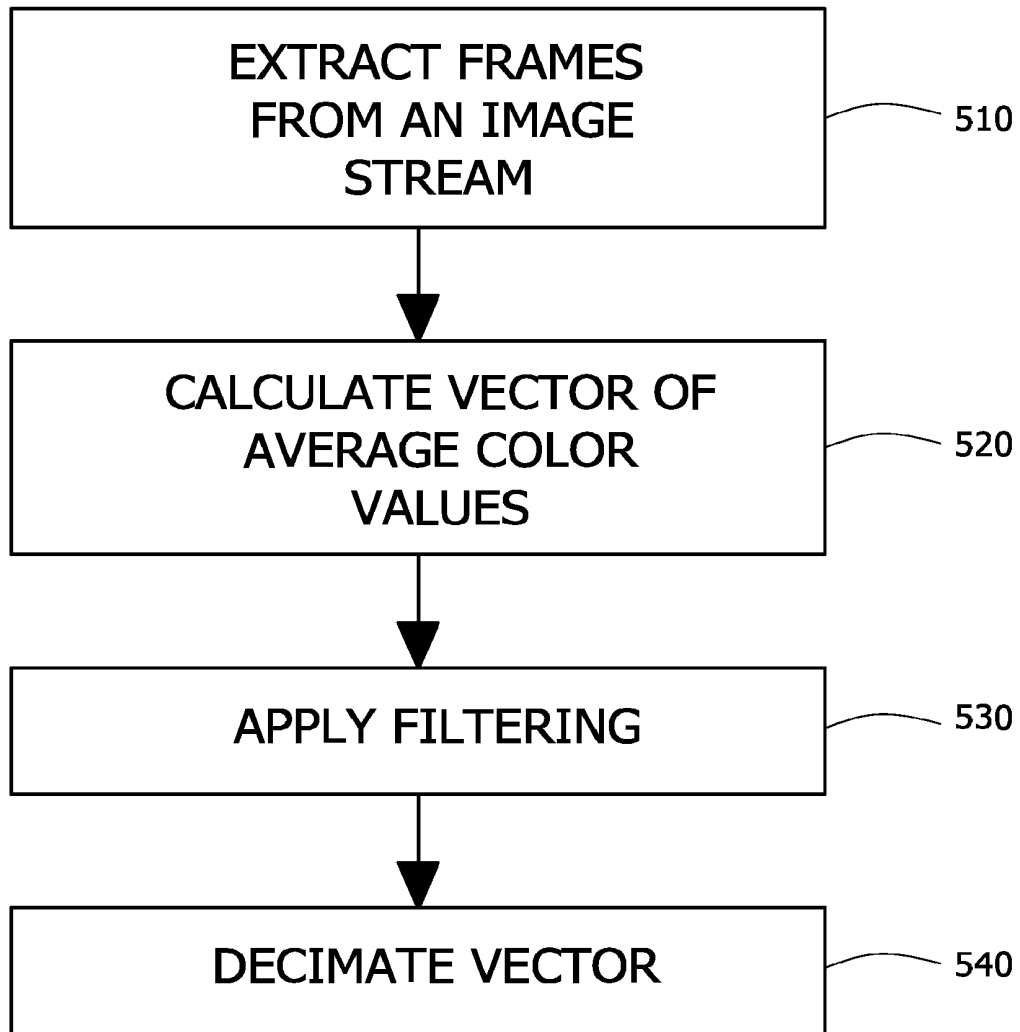 EXTRACT FRAMES
FROM AN IMAGE
STREAM
510
CALCULATE VECTOR OF
AVERAGE COLOR
VALUES
520
APPLY FILTERING
530
DECIMATE VECTOR
540